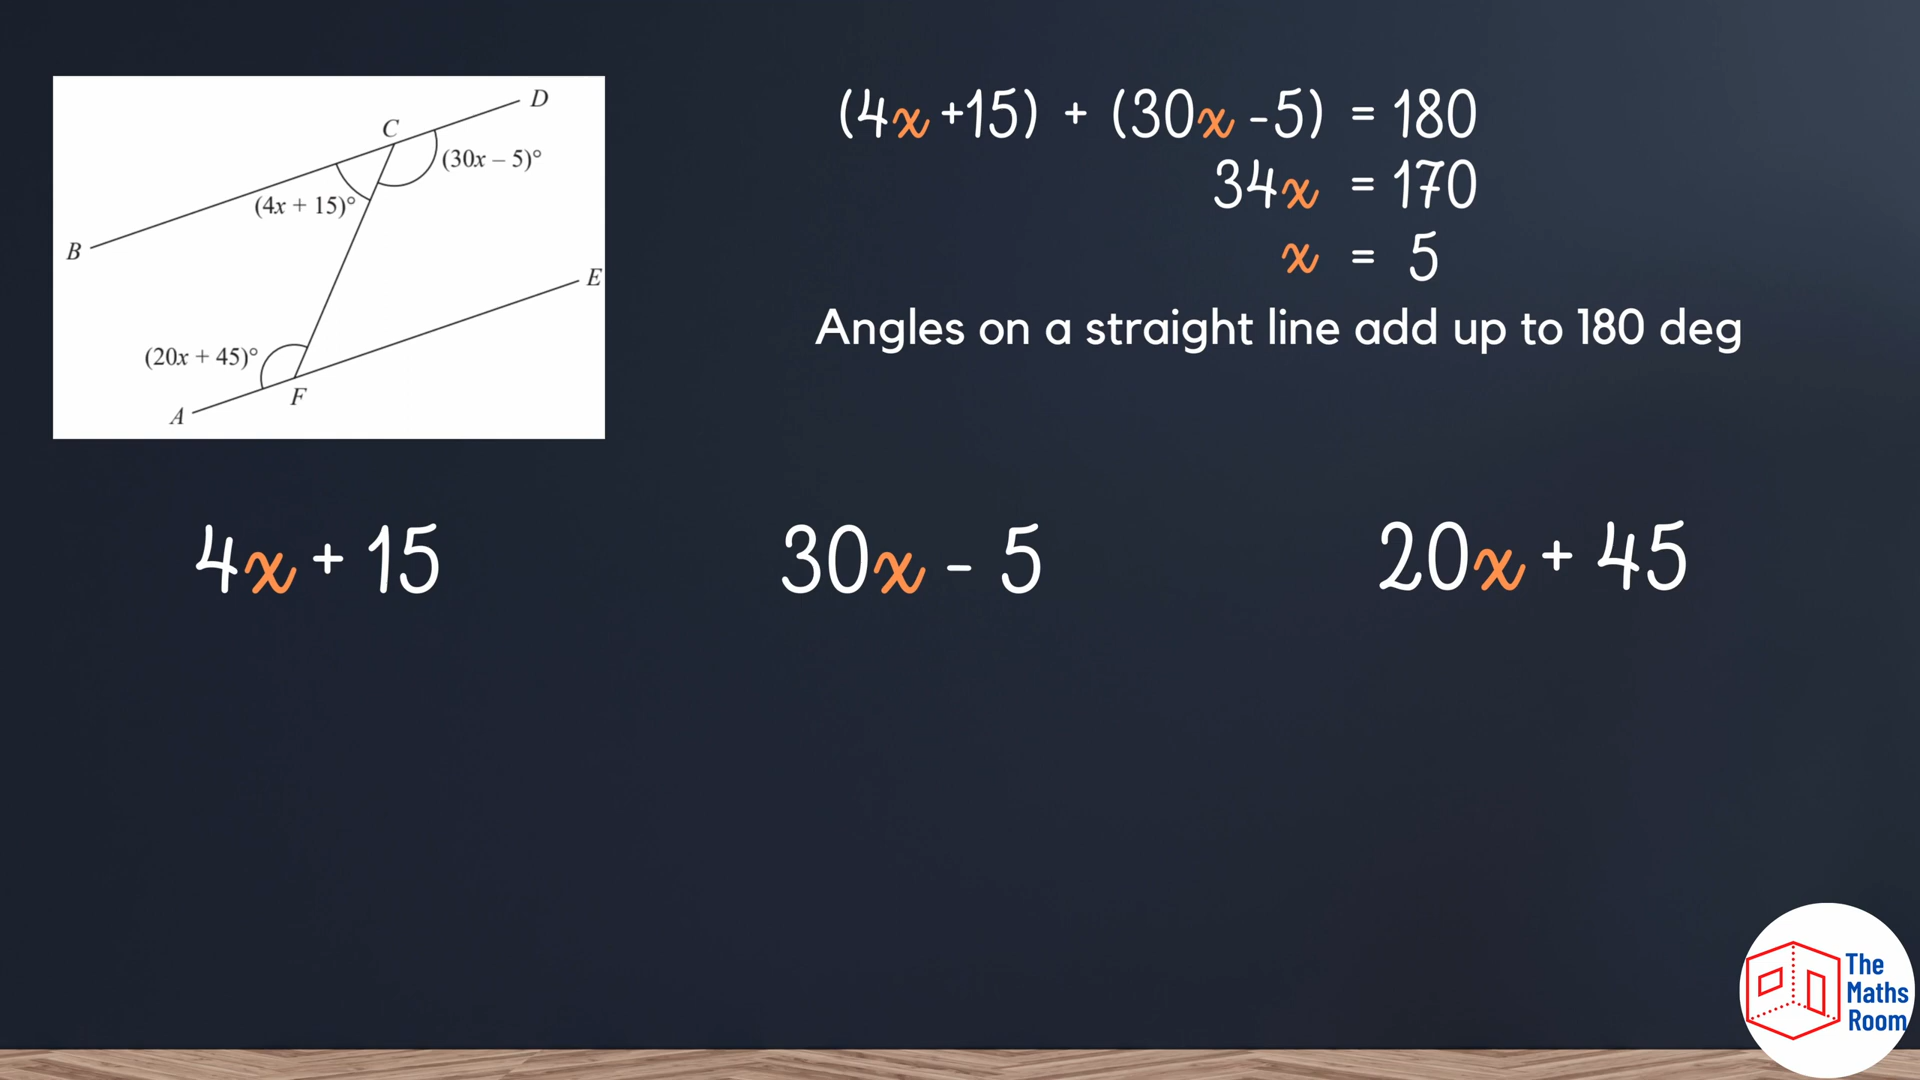 D
C
(30x – 5)°
(4x + 15)°
B
E
(20x + 45)°
F
A
(4x +15) + (30x -5) = 180
34x = 170
x = 5
Angles on a straight line add up to 180 deg
4x + 15
30x - 5
20x + 45
The
Maths
Room